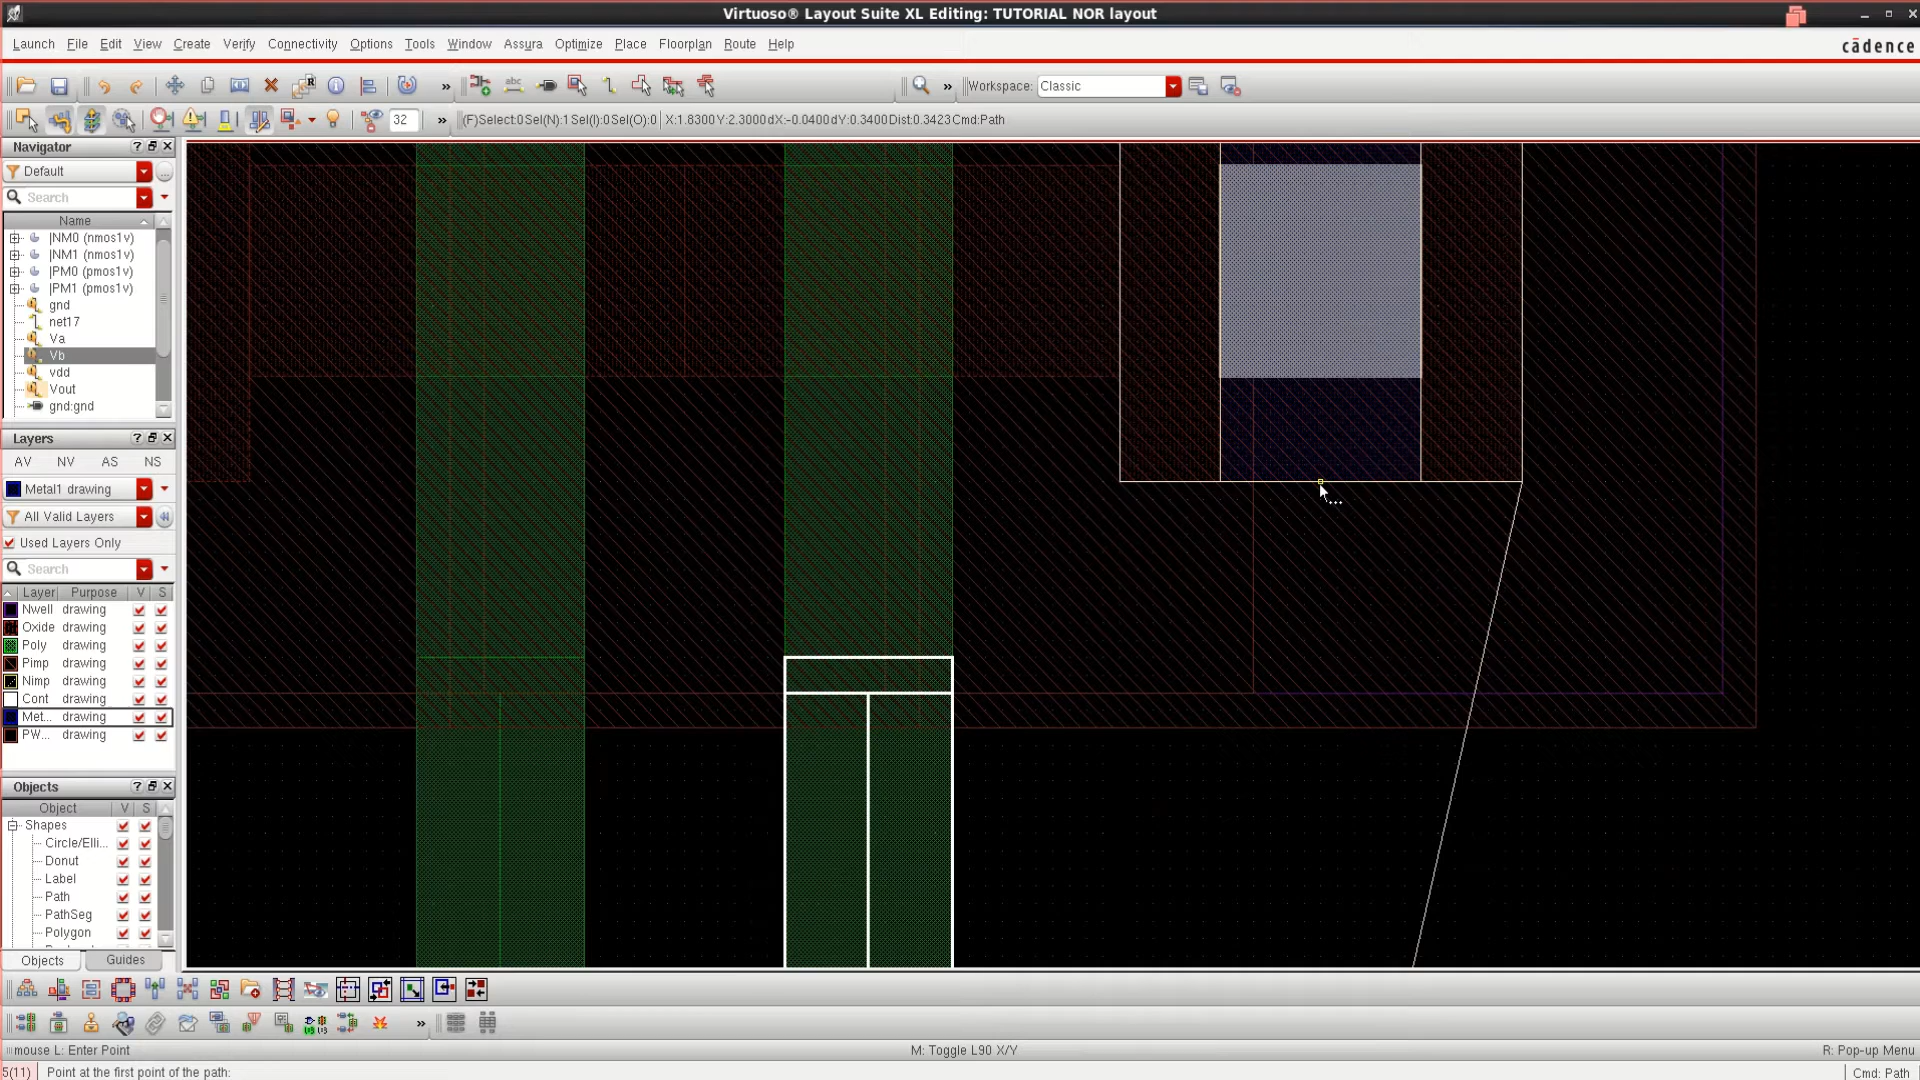 Virtuoso® Layout Suite XL Editing: TUTORIAL NOR layout
Launch File Edit View Create Verify Connectivity Options Tools Window Assura Optimize Place Floorplan Route Help
cādence
Workspace: Classic
32 (F)Select:0 Sel(N):1 Sel(I):0 Sel(O):0 X:1.8300 Y:2.3000 dX:-0.0400 dY:0.3400 Dist:0.3423 Cmd:Path
Navigator
Default
Search
Name
|NM0 (nmos1v)
|NM1 (nmos1v)
|PM0 (pmos1v)
|PM1 (pmos1v)
gnd
net17
Va
Vb
vdd
Vout
gnd:gnd
Layers
AV NV AS NS
Metal1 drawing
All Valid Layers
Used Layers Only
Search
Layer Purpose V S
Nwell drawing
Oxide drawing
Poly drawing
Pimp drawing
Nimp drawing
Cont drawing
Met... drawing
PW... drawing
Objects
Object V S
Shapes
Circle/Elli...
Donut
Label
Path
PathSeg
Polygon
Objects Guides
mouse L: Enter Point M: Toggle L90 X/Y R: Pop-up Menu
5(11) Point at the first point of the path: Cmd: Path